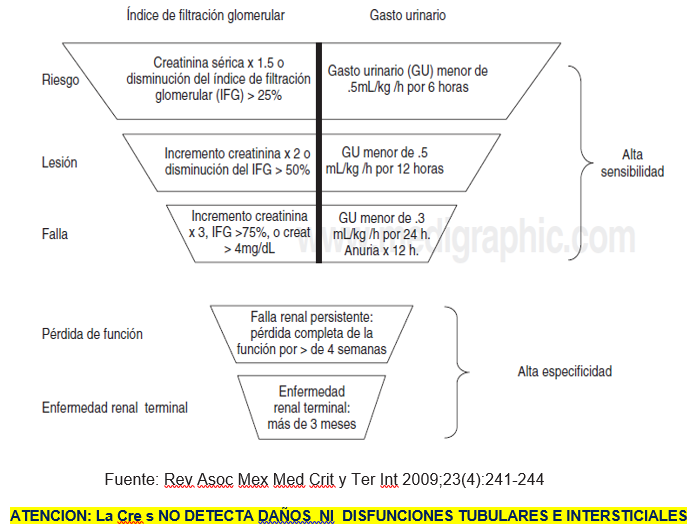 Índice de filtración glomerular
Gasto urinario
Riesgo
Creatinina sérica x 1.5 o
disminución del índice de filtración
glomerular (IFG) > 25%
Gasto urinario (GU) menor de
.5mL/kg /h por 6 horas
Lesión
Incremento creatinina x 2 o
disminución del IFG > 50%
GU menor de .5
mL/kg /h por 12 horas
Alta
sensibilidad
Falla
Incremento creatinina
x 3, IFG >75%, o creat
> 4mg/dL
GU menor de .3
mL/kg /h por 24 h.
Anuria x 12 h.
www.medigraphic.com
Pérdida de función
Falla renal persistente:
pérdida completa de la
función por > de 4 semanas
Alta especificidad
Enfermedad renal terminal
Enfermedad
renal terminal:
más de 3 meses
Fuente: Rev Asoc Mex Med Crit y Ter Int 2009;23(4):241-244
ATENCION: La Cre s NO DETECTA DAÑOS NI DISFUNCIONES TUBULARES E INTERSTICIALES